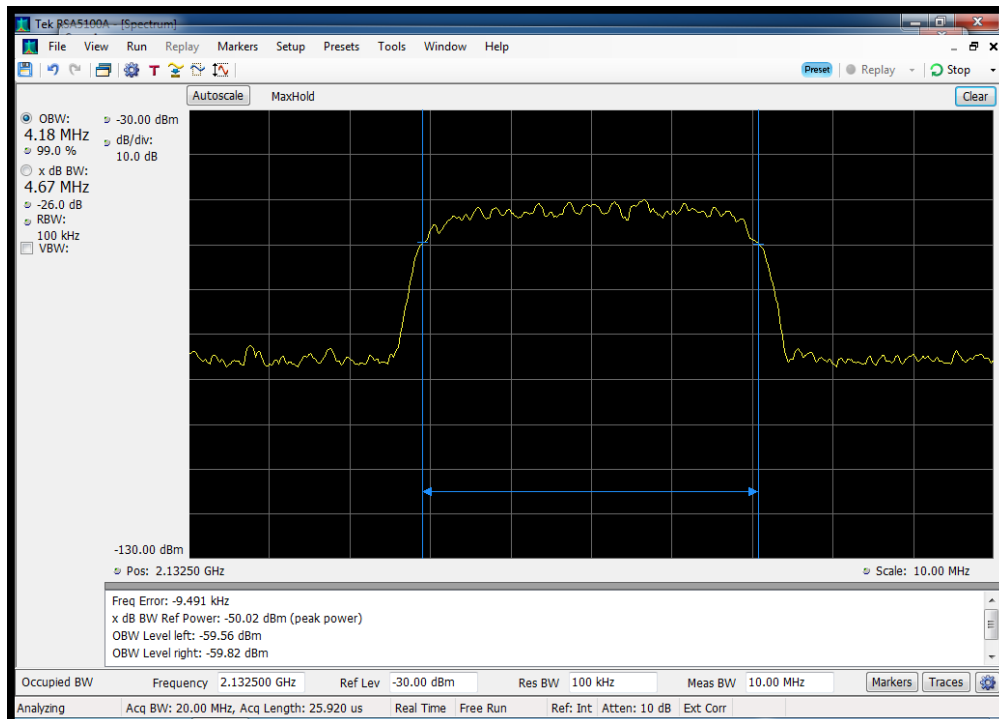 Tek RSA5100A - [Spectrum]
File View Run Replay Markers Setup Presets Tools Window Help
Preset Replay Stop
Autoscale MaxHold Clear
OBW:
4.18 MHz
99.0 %
x dB BW:
4.67 MHz
-26.0 dB
RBW:
100 kHz
VBW:
-30.00 dBm
dB/div:
10.0 dB
-130.00 dBm
Pos: 2.13250 GHz Scale: 10.00 MHz
Freq Error: -9.491 kHz
x dB BW Ref Power: -50.02 dBm (peak power)
OBW Level left: -59.56 dBm
OBW Level right: -59.82 dBm
Occupied BW Frequency 2.132500 GHz Ref Lev -30.00 dBm Res BW 100 kHz Meas BW 10.00 MHz Markers Traces
Analyzing Acq BW: 20.00 MHz, Acq Length: 25.920 us Real Time Free Run Ref: Int Atten: 10 dB Ext Corr